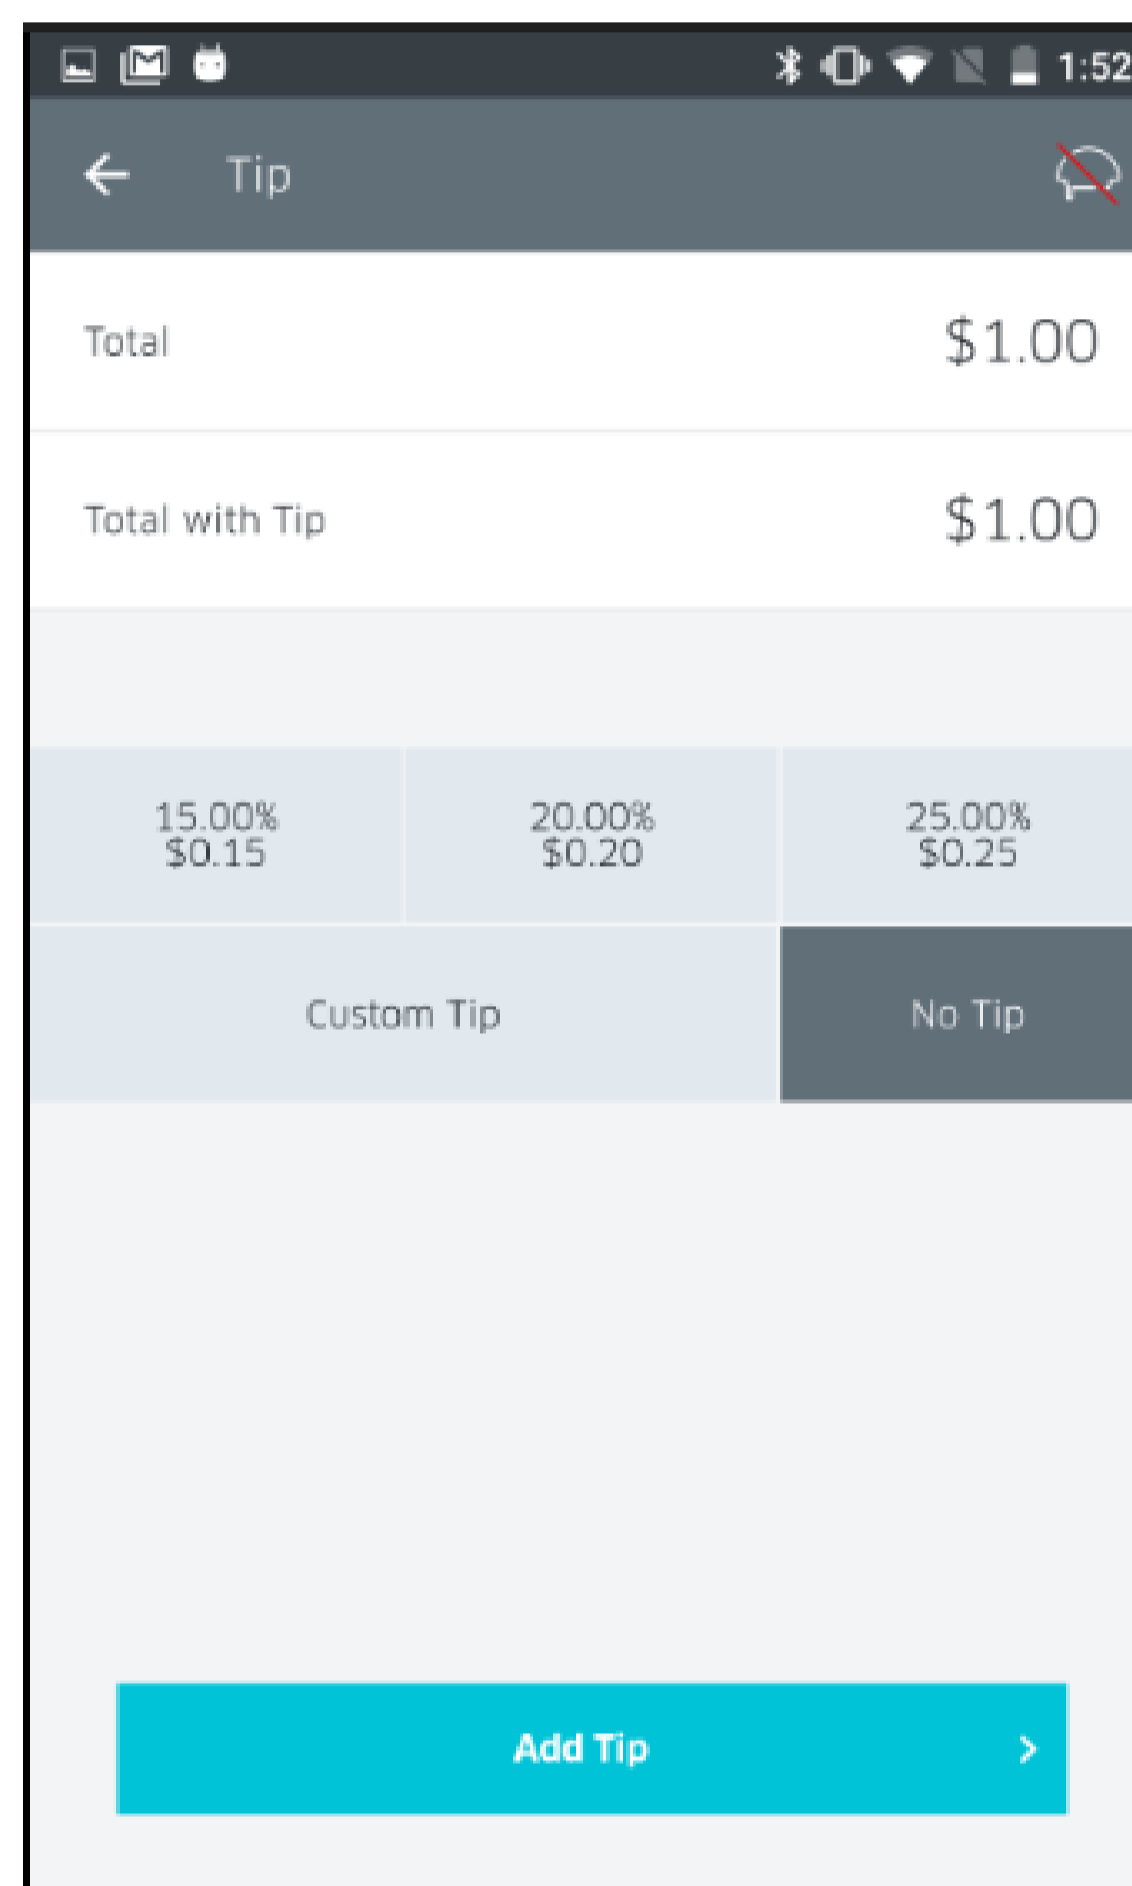 1:52
Tip
Total
$1.00
Total with Tip
$1.00
15.00%
$0.15
20.00%
$0.20
25.00%
$0.25
Custom Tip
No Tip
Add Tip